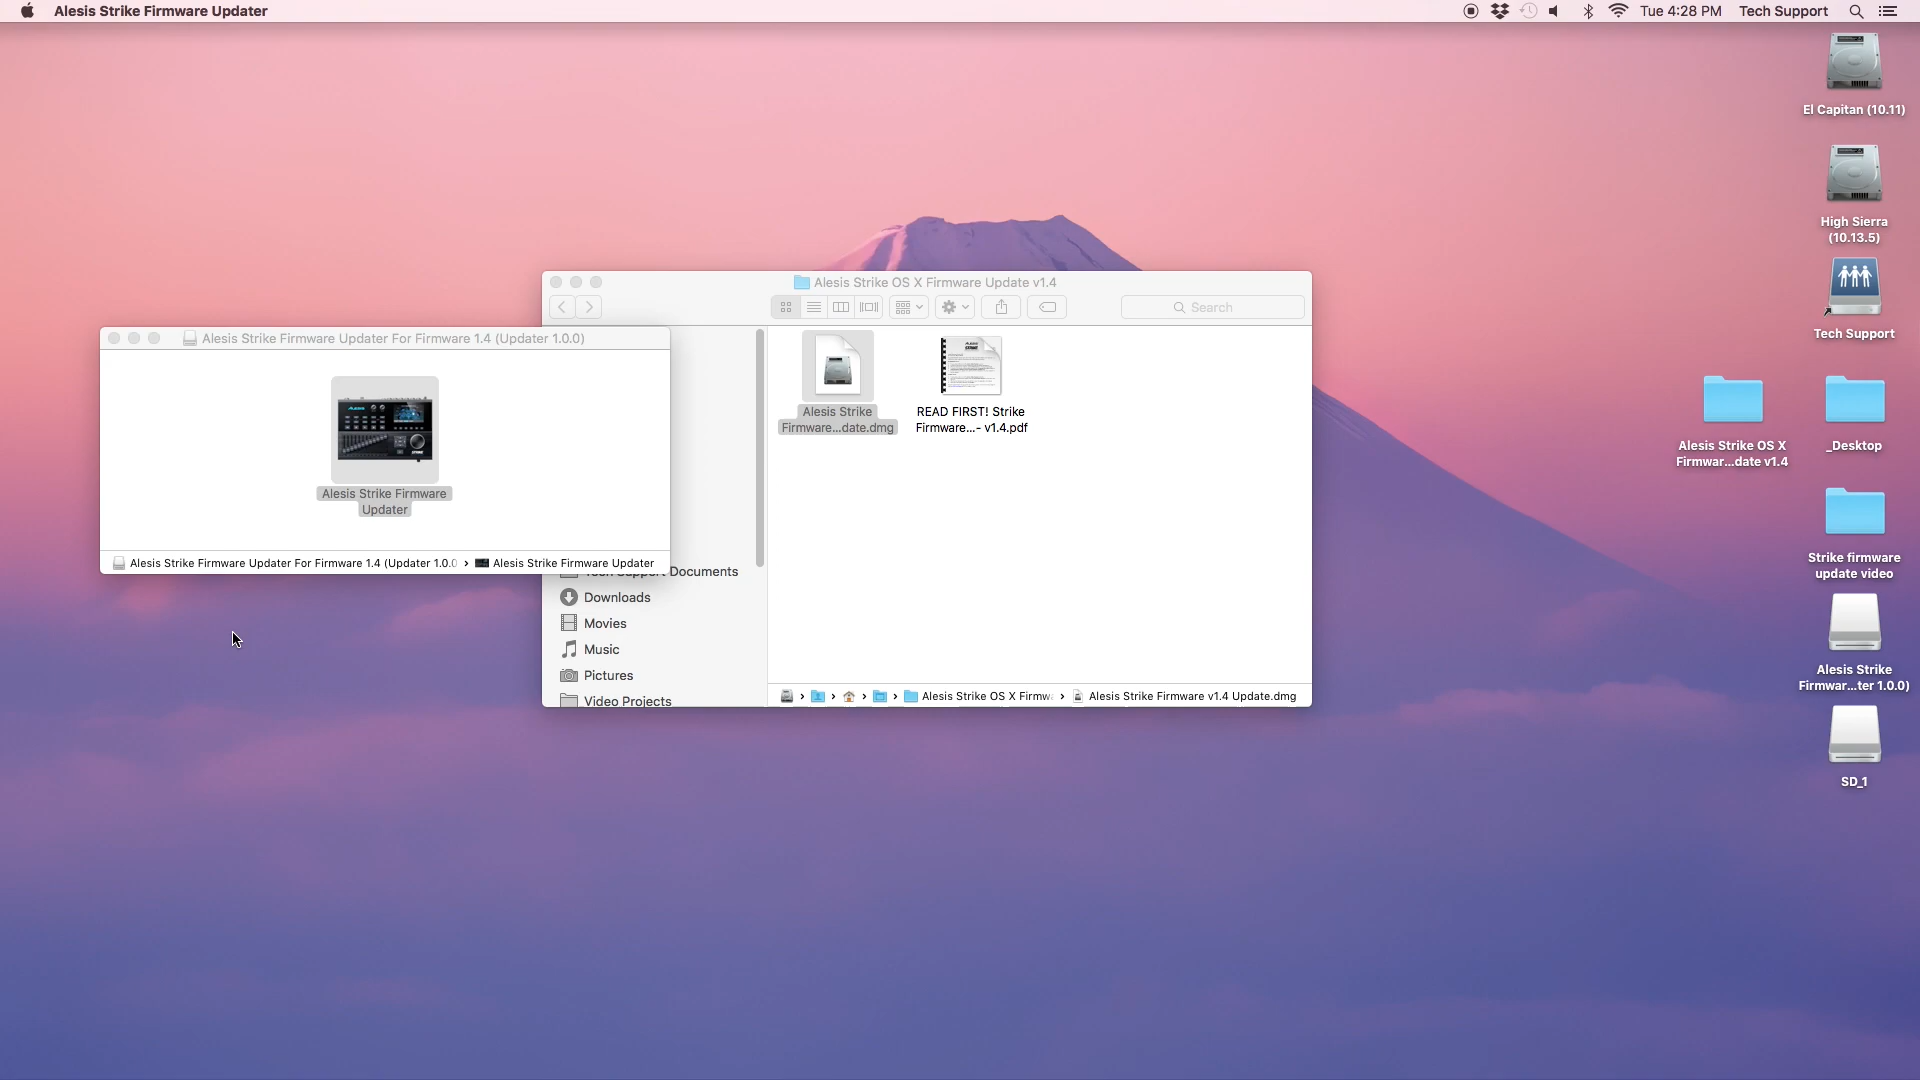 Alesis Strike Firmware Updater
Tue 4:28 PM
Tech Support
El Capitan (10.11)
High Sierra
(10.13.5)
Tech Support
Alesis Strike OS X
Firmwar...date v1.4
_Desktop
Strike firmware
update video
Alesis Strike
Firmwar...ter 1.0.0)
SD_1
Alesis Strike OS X Firmware Update v1.4
Search
Alesis Strike
Firmware...date.dmg
READ FIRST! Strike
Firmware...- v1.4.pdf
Tech Support Documents
Downloads
Movies
Music
Pictures
Video Projects
Alesis Strike OS X Firmw
Alesis Strike Firmware v1.4 Update.dmg
Alesis Strike Firmware Updater For Firmware 1.4 (Updater 1.0.0)
Alesis Strike Firmware
Updater
Alesis Strike Firmware Updater For Firmware 1.4 (Updater 1.0.0
Alesis Strike Firmware Updater